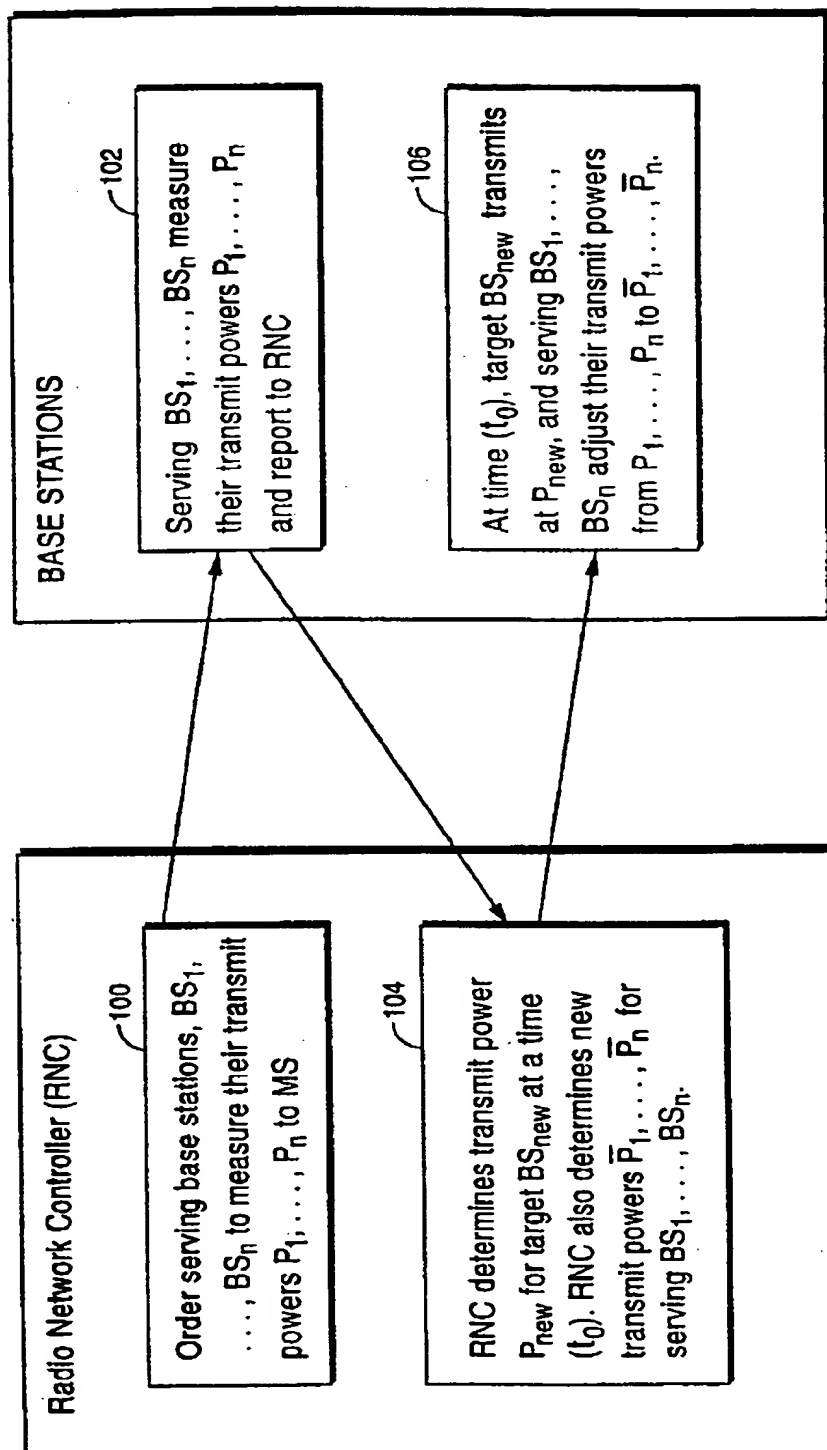 Radio Network Controller (RNC)
100
Order serving base stations, BS1,
..., BSn to measure their transmit
powers P1, ..., Pn to MS
104
RNC determines transmit power
Pnew for target BSnew at a time
(t0). RNC also determines new
transmit powers P̅1, ..., P̅n for
serving BS1, ..., BSn.
BASE STATIONS
102
Serving BS1, ..., BSn measure
their transmit powers P1, ..., Pn
and report to RNC
106
At time (t0), target BSnew transmits
at Pnew, and serving BS1, ...,
BSn adjust their transmit powers
from P1, ..., Pn to P̅1, ..., P̅n.